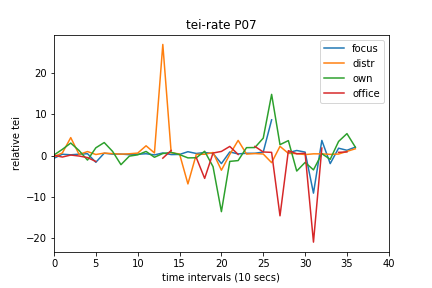 tei-rate P07
focus
distr
own
office
relative tei
20
10
0
−10
−20
0 5 10 15 20 25 30 35 40
time intervals (10 secs)